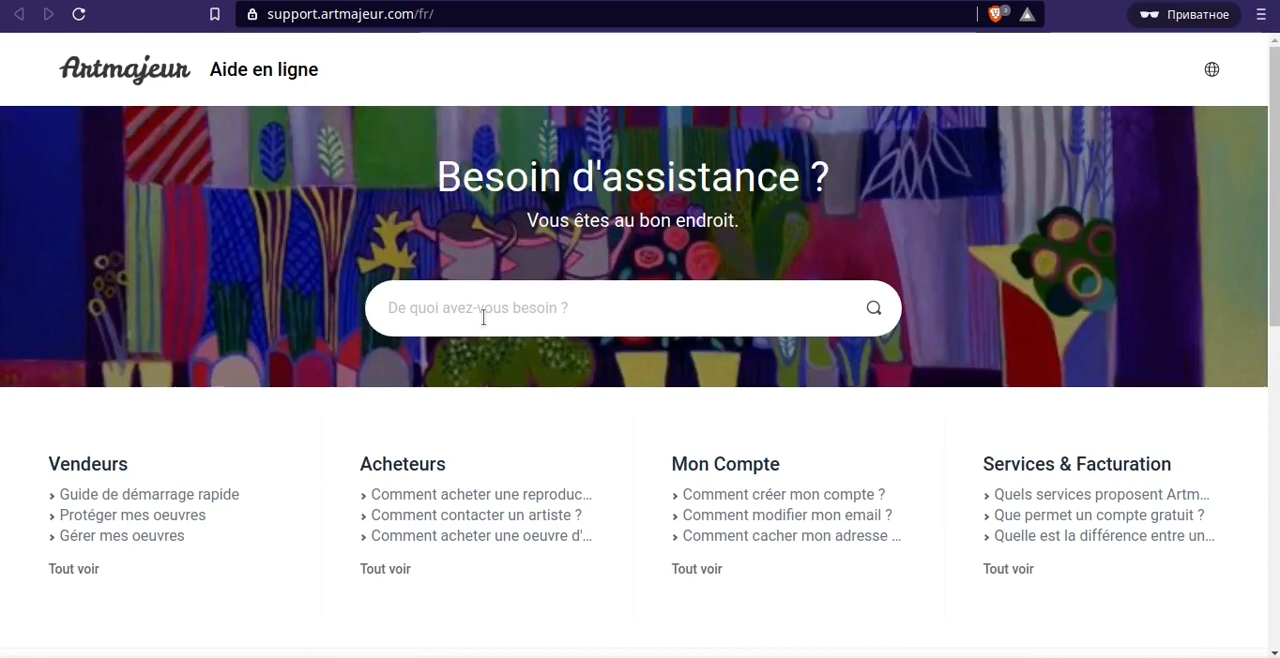 support.artmajeur.com/fr/
3
Приватное
Artmajeur
Aide en ligne
Besoin d'assistance ?
Vous êtes au bon endroit.
De quoi avez-vous besoin ?
Vendeurs
Guide de démarrage rapide
Protéger mes oeuvres
Gérer mes oeuvres
Tout voir
Acheteurs
Comment acheter une reproduc...
Comment contacter un artiste ?
Comment acheter une oeuvre d'...
Tout voir
Mon Compte
Comment créer mon compte ?
Comment modifier mon email ?
Comment cacher mon adresse ...
Tout voir
Services & Facturation
Quels services proposent Artm...
Que permet un compte gratuit ?
Quelle est la différence entre un...
Tout voir